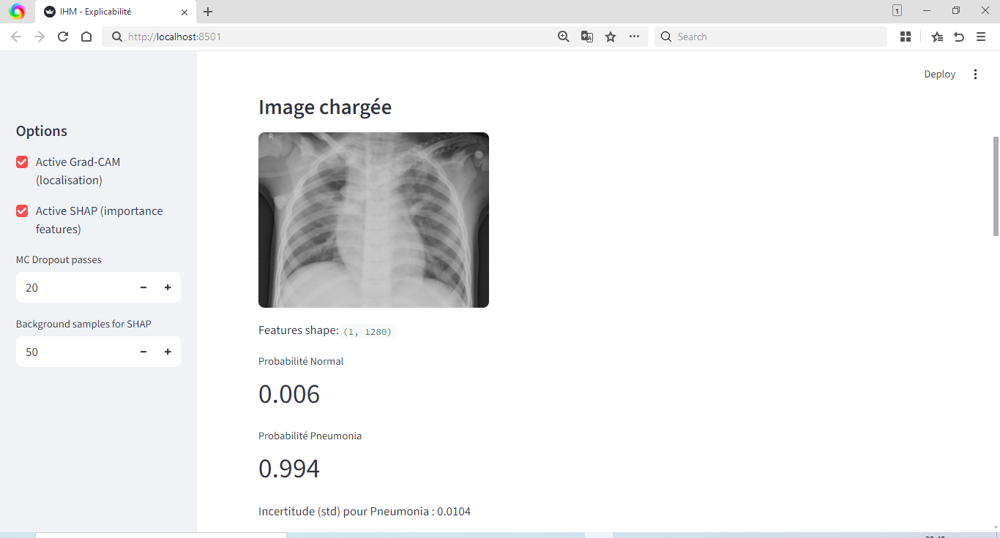 IHM - Explicabilité
1
http://localhost:8501
Search
Deploy
Options
Active Grad-CAM
(localisation)
Active SHAP (importance
features)
MC Dropout passes
20
Background samples for SHAP
50
Image chargée
R
Features shape: (1, 1280)
Probabilité Normal
0.006
Probabilité Pneumonia
0.994
Incertitude (std) pour Pneumonia : 0.0104